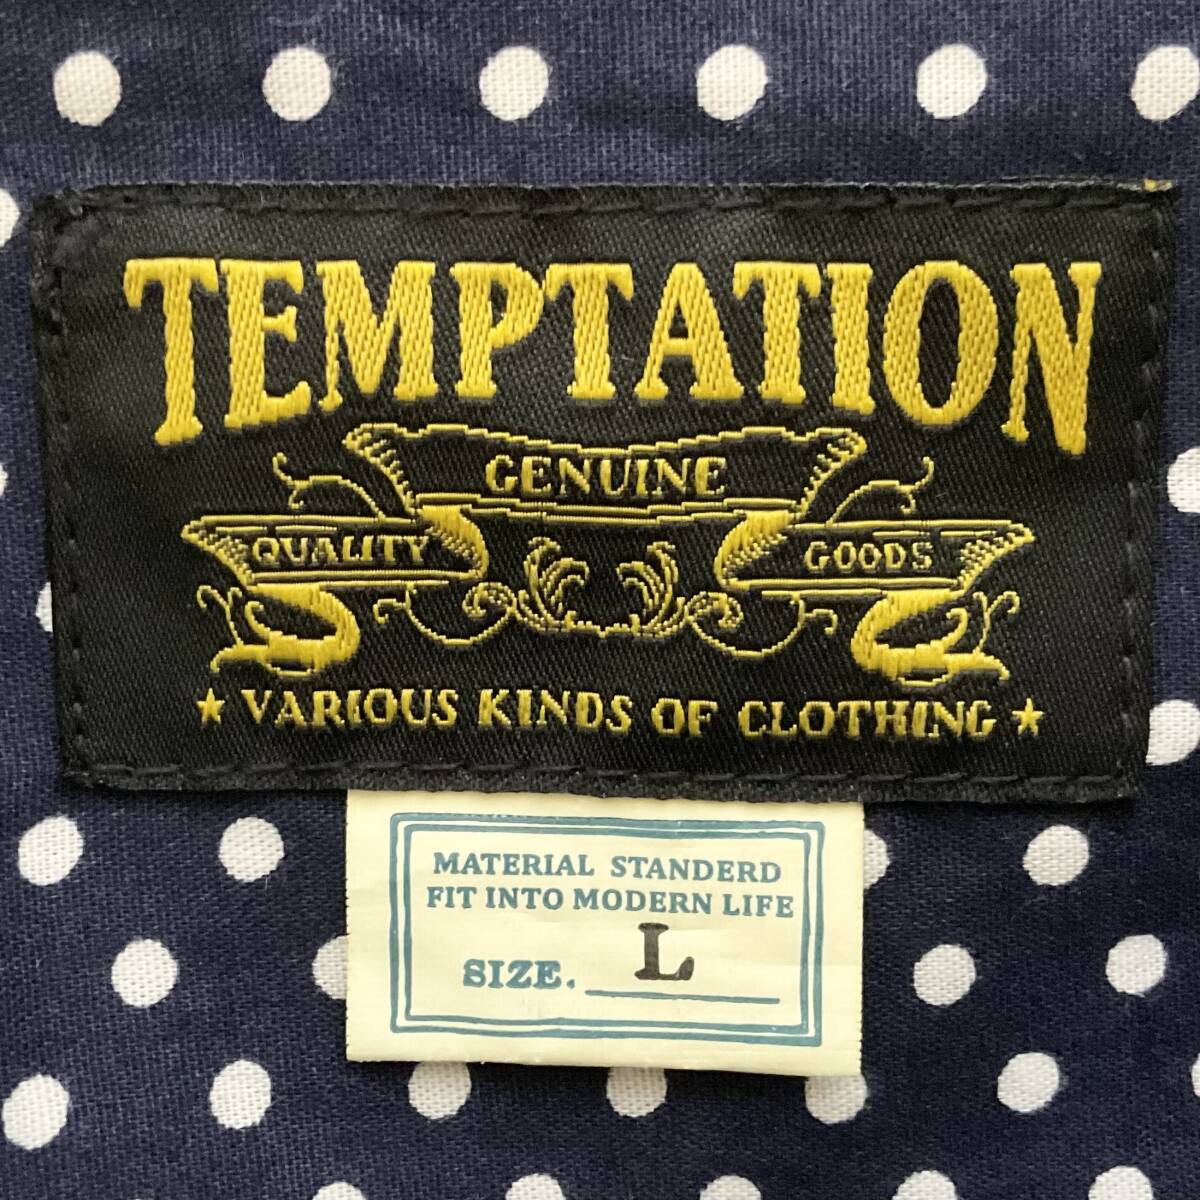 TEMPTATION
GENUINE
QUALITY GOODS
★ VARIOUS KINDS OF CLOTHING ★
MATERIAL STANDERD
FIT INTO MODERN LIFE
SIZE. L